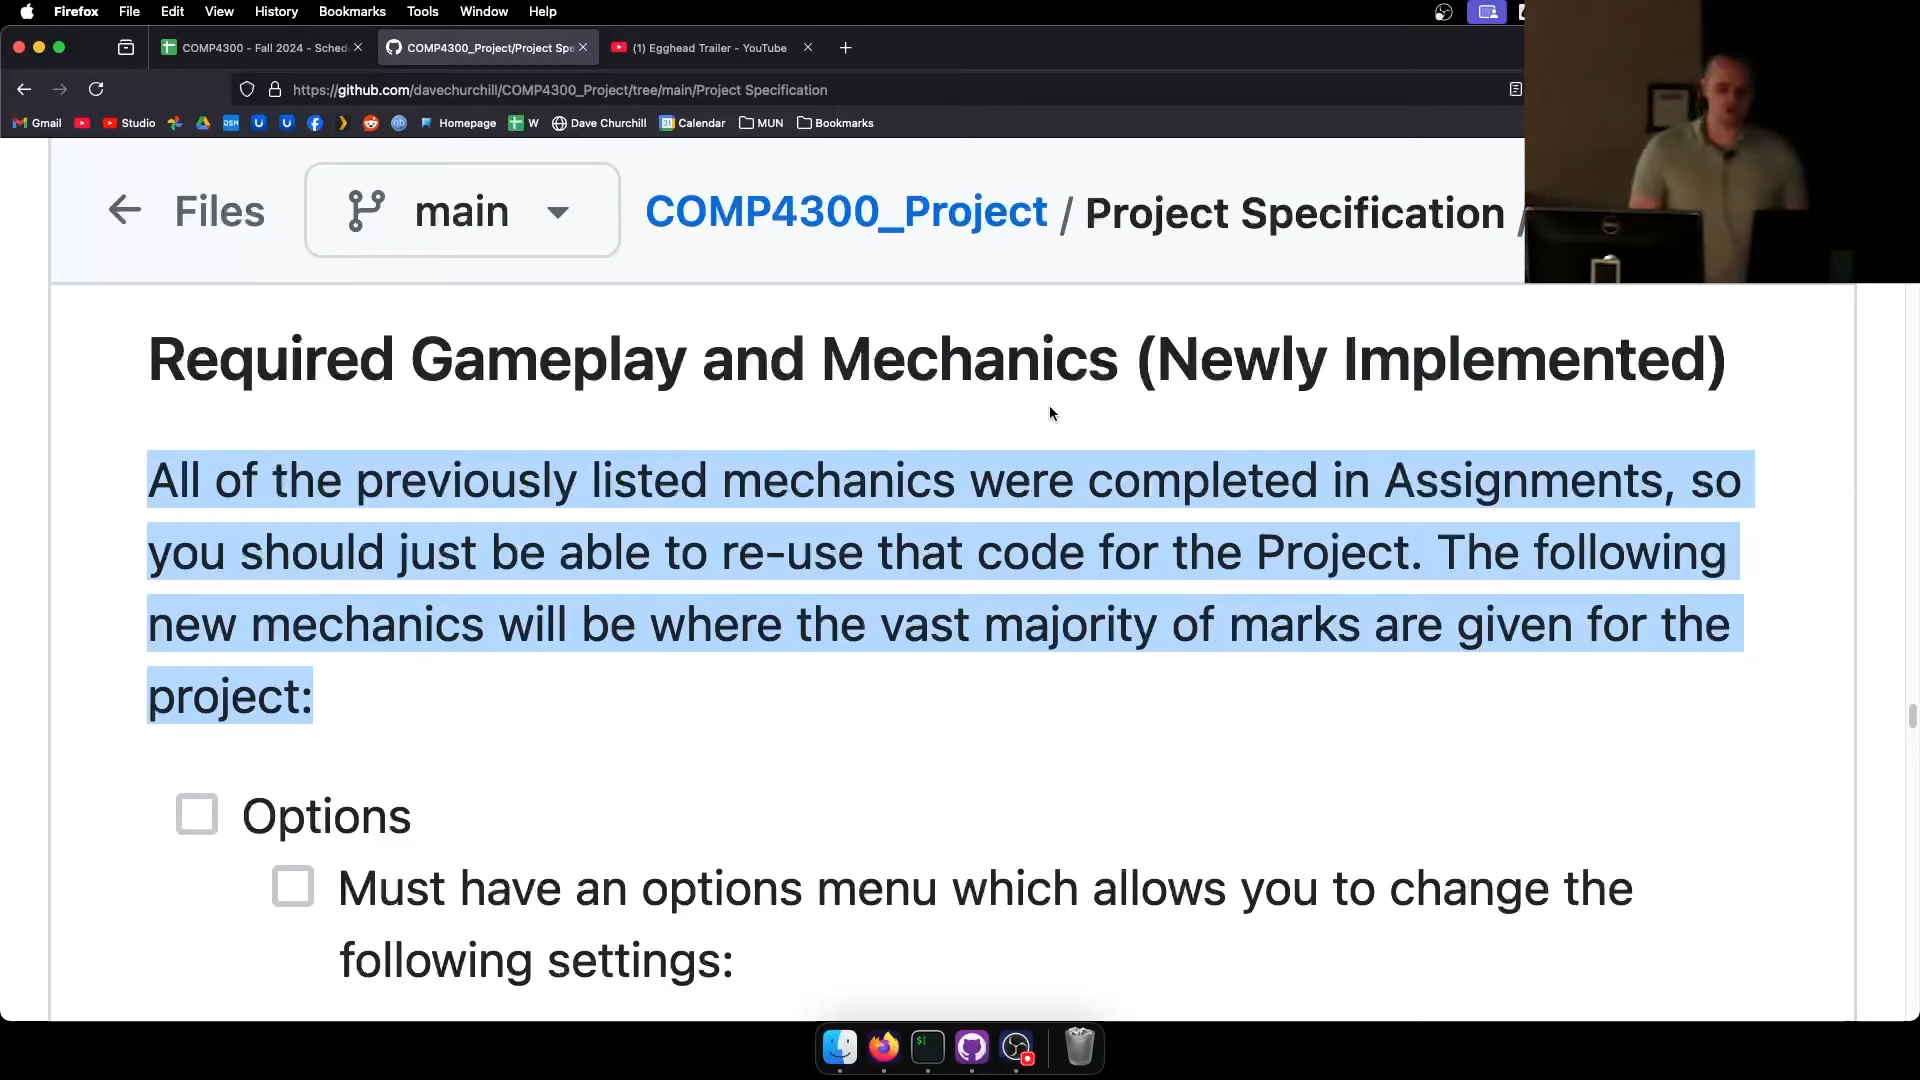 Firefox File Edit View History Bookmarks Tools Window Help
COMP4300 - Fall 2024 - Sched
COMP4300_Project/Project Spe
(1) Egghead Trailer - YouTube
https://github.com/davechurchill/COMP4300_Project/tree/main/Project Specification
Gmail Studio Homepage W Dave Churchill Calendar MUN Bookmarks
Files main COMP4300_Project / Project Specification /
Required Gameplay and Mechanics (Newly Implemented)
All of the previously listed mechanics were completed in Assignments, so
you should just be able to re-use that code for the Project. The following
new mechanics will be where the vast majority of marks are given for the
project:
Options
Must have an options menu which allows you to change the
following settings: